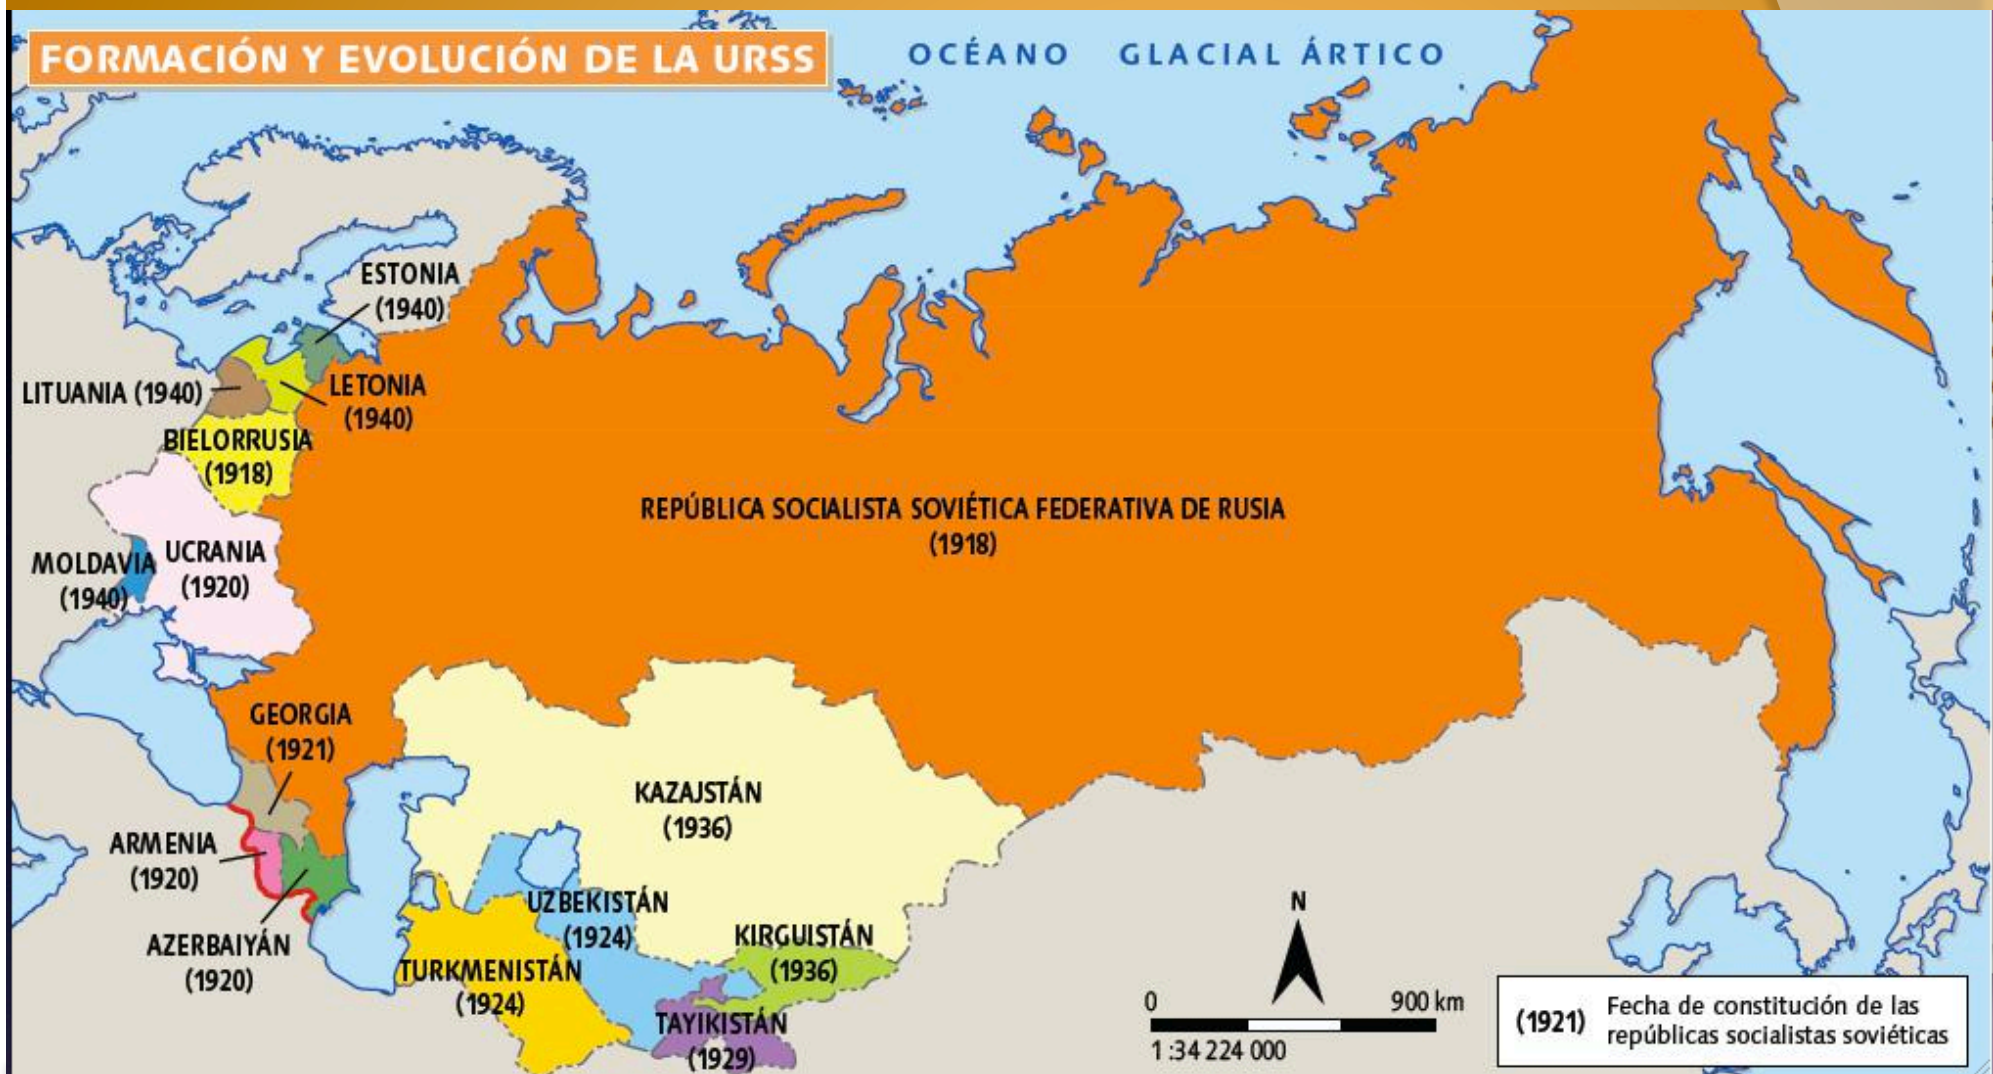 FORMACIÓN Y EVOLUCIÓN DE LA URSS
OCÉANO GLACIAL ÁRTICO
ESTONIA
(1940)
LITUANIA (1940)
LETONIA
(1940)
BIELORRUSIA
(1918)
REPÚBLICA SOCIALISTA SOVIÉTICA FEDERATIVA DE RUSIA
(1918)
MOLDAVIA
(1940)
UCRANIA
(1920)
GEORGIA
(1921)
KAZAJSTÁN
(1936)
ARMENIA
(1920)
AZERBAIYÁN
(1920)
UZBEKISTÁN
(1924)
KIRGUISTÁN
(1936)
TURKMENISTÁN
(1924)
TAYIKISTÁN
(1929)
N
0 900 km
1 :34 224 000
(1921) Fecha de constitución de las
repúblicas socialistas soviéticas